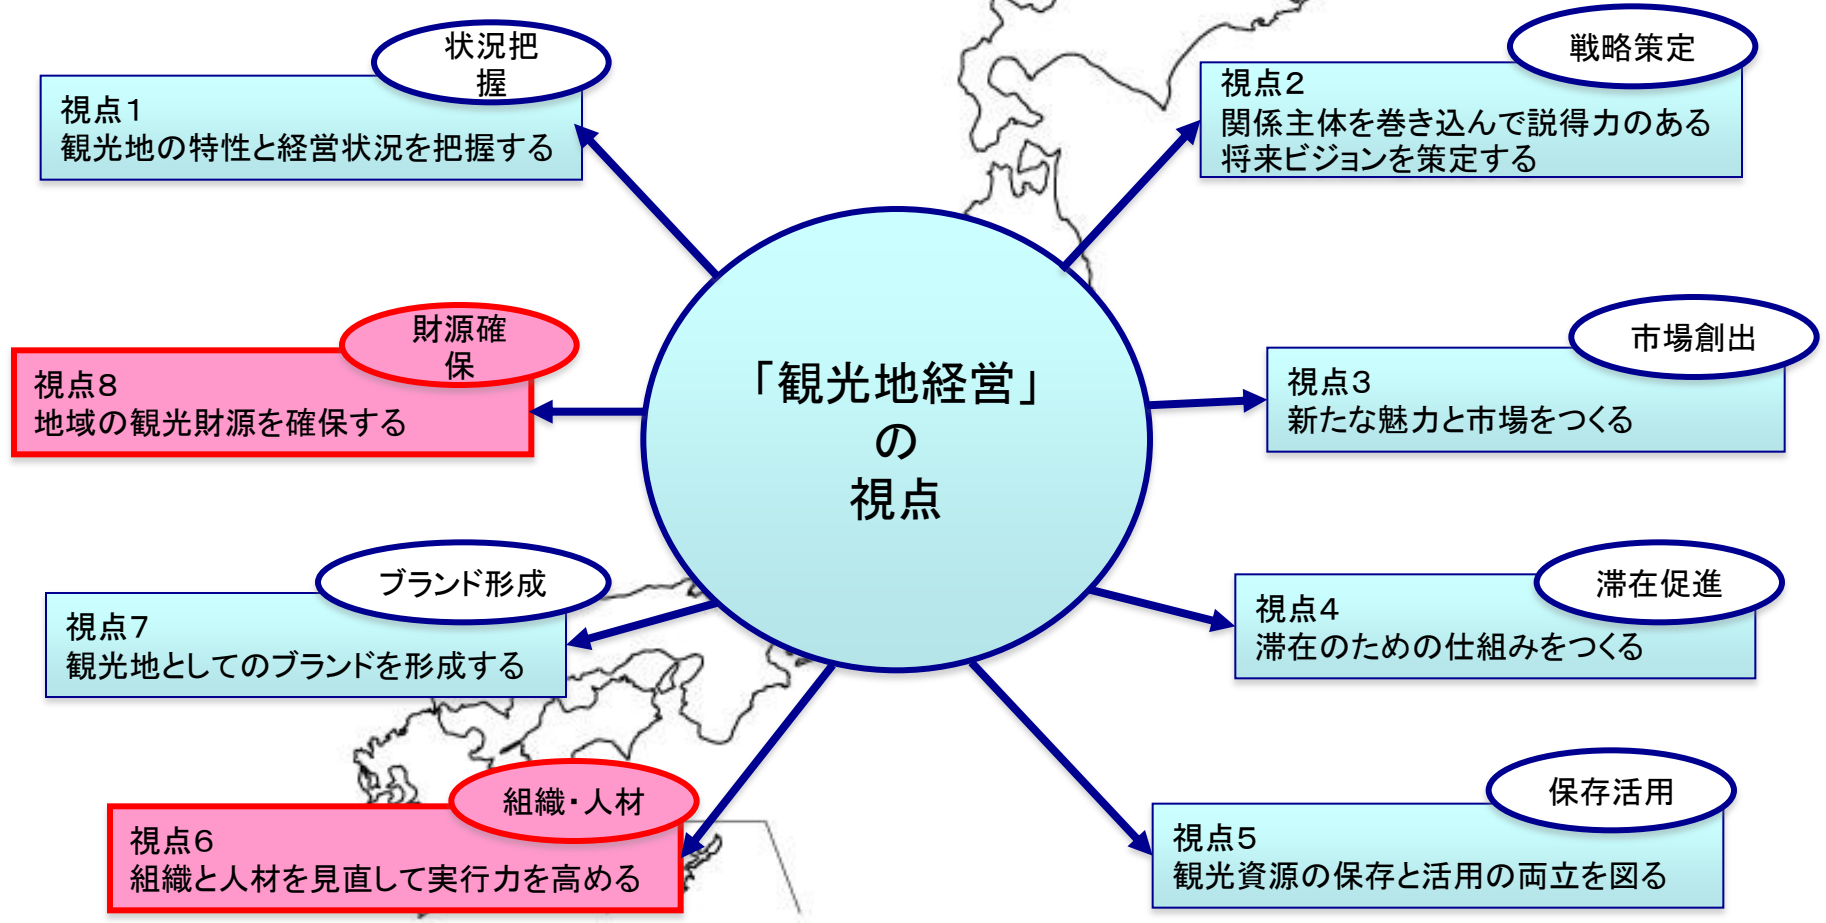 「観光地経営」
の
視点
状況把
握
視点1
観光地の特性と経営状況を把握する
戦略策定
視点2
関係主体を巻き込んで説得力のある
将来ビジョンを策定する
市場創出
視点3
新たな魅力と市場をつくる
滞在促進
視点4
滞在のための仕組みをつくる
保存活用
視点5
観光資源の保存と活用の両立を図る
組織・人材
視点6
組織と人材を見直して実行力を高める
ブランド形成
視点7
観光地としてのブランドを形成する
財源確
保
視点8
地域の観光財源を確保する